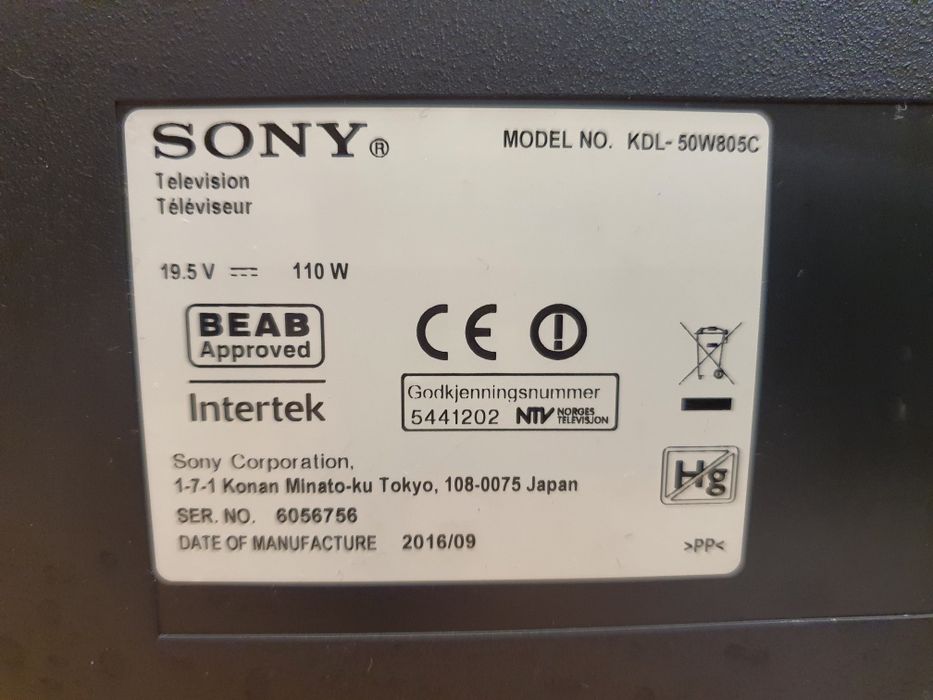 SONY®
MODEL NO. KDL-50W805C
Television
Téléviseur
19.5 V ⎓ 110 W
BEAB
Approved
Intertek
CE
Godkjenningsnummer
5441202 NTV NORGES
TELEVISJON
Hg
Sony Corporation,
1-7-1 Konan Minato-ku Tokyo, 108-0075 Japan
SER. NO. 6056756
DATE OF MANUFACTURE 2016/09
>PP<